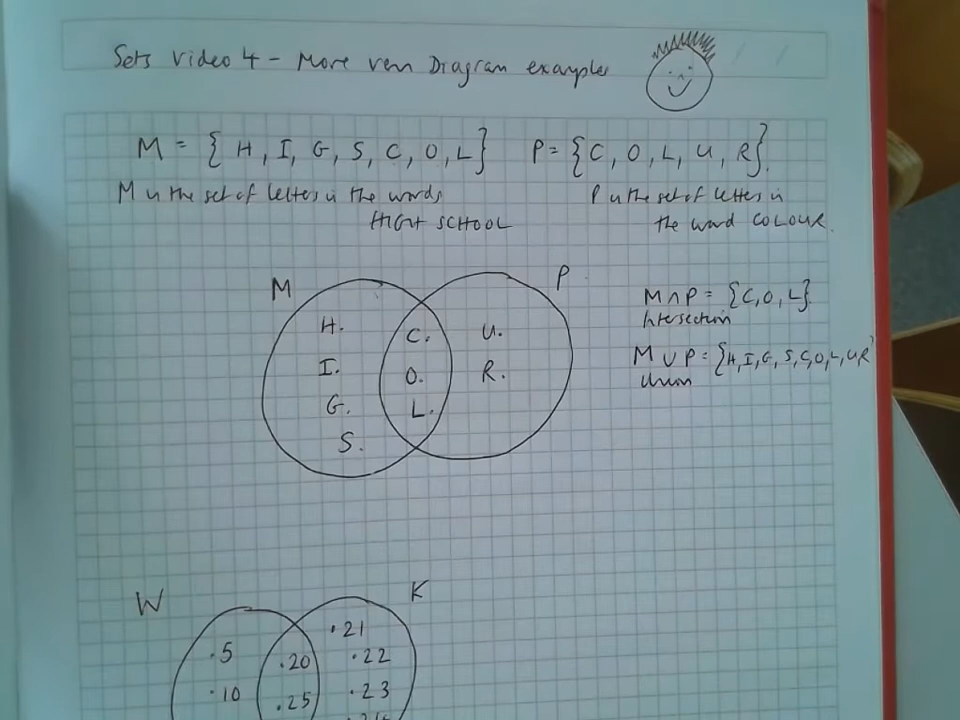 Sets video 4 - More ven Diagram examples
M = { H, I, G, S, C, O, L} P = {C, O, L, U, R}.
M is the set of letters in the words
HIGH SCHOOL
P is the set of letters in
the word COLOUR.
M P
H. C. U.
I. O. R.
G. L.
S.
M ∩ P = {C, O, L}
Intersection
M ∪ P = {H, I, G, S, C, O, L, U, R}
Union
W K
.5 .20 .21
.22
.10 .25 .23